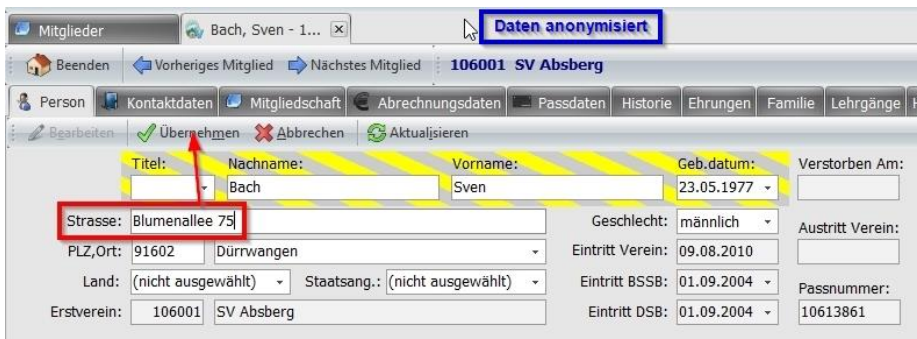 Mitglieder
Bach, Sven - 1...
Daten anonymisiert
Beenden Vorheriges Mitglied Nächstes Mitglied 106001 SV Absberg
Person Kontaktdaten Mitgliedschaft Abrechnungsdaten Passdaten Historie Ehrungen Familie Lehrgänge
Bearbeiten Übernehmen Abbrechen Aktualisieren
Titel: Nachname: Vorname: Geb.datum: Verstorben Am:
Bach Sven 23.05.1977
Strasse: Blumenallee 75 Geschlecht: männlich Austritt Verein:
PLZ,Ort: 91602 Dürrwangen Eintritt Verein: 09.08.2010
Land: (nicht ausgewählt) Staatsang.: (nicht ausgewählt) Eintritt BSSB: 01.09.2004 Passnummer:
Erstverein: 106001 SV Absberg Eintritt DSB: 01.09.2004 10613861